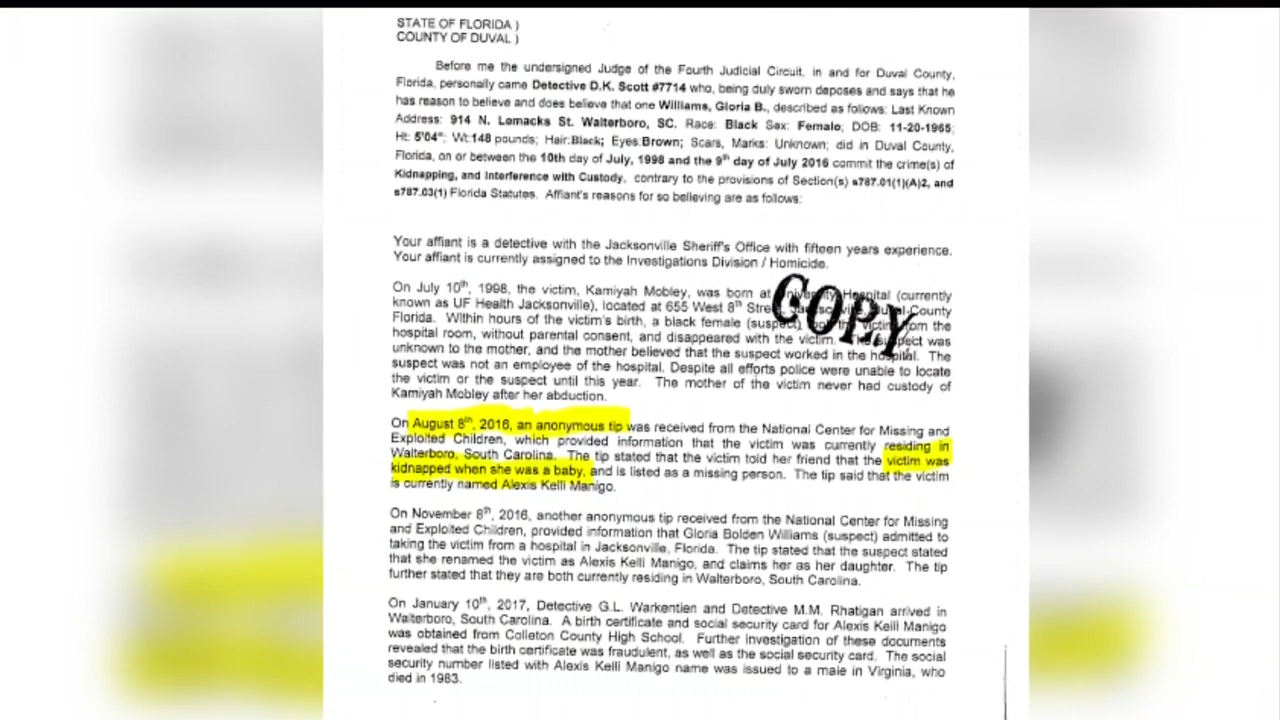 STATE OF FLORIDA )
COUNTY OF DUVAL )
Before me the undersigned Judge of the Fourth Judicial Circuit, in and for Duval County,
Florida, personally came Detective D.K. Scott #7714 who, being duly sworn deposes and says that he
has reason to believe and does believe that one Williams, Gloria B., described as follows: Last Known
Address: 914 N. Lemacks St. Walterboro, SC. Race: Black Sex: Female; DOB: 11-20-1965;
Ht: 5'04"; Wt:148 pounds; Hair:Black; Eyes:Brown; Scars, Marks: Unknown; did in Duval County,
Florida, on or between the 10th day of July, 1998 and the 9th day of July 2016 commit the crime(s) of
Kidnapping, and Interference with Custody, contrary to the provisions of Section(s) s787.01(1)(A)2, and
s787.03(1) Florida Statutes. Affiant's reasons for so believing are as follows:
Your affiant is a detective with the Jacksonville Sheriff's Office with fifteen years experience.
Your affiant is currently assigned to the Investigations Division / Homicide.
COPY
On July 10th, 1998, the victim, Kamiyah Mobley, was born at University Hospital (currently
known as UF Health Jacksonville), located at 655 West 8th Street, Jacksonville, Duval County
Florida. Within hours of the victim's birth, a black female (suspect) took the victim from the
hospital room, without parental consent, and disappeared with the victim. The suspect was
unknown to the mother, and the mother believed that the suspect worked in the hospital. The
suspect was not an employee of the hospital. Despite all efforts police were unable to locate
the victim or the suspect until this year. The mother of the victim never had custody of
Kamiyah Mobley after her abduction.
On August 8th, 2016, an anonymous tip was received from the National Center for Missing and
Exploited Children, which provided information that the victim was currently residing in
Walterboro, South Carolina. The tip stated that the victim told her friend that the victim was
kidnapped when she was a baby, and is listed as a missing person. The tip said that the victim
is currently named Alexis Kelli Manigo.
On November 8th, 2016, another anonymous tip received from the National Center for Missing
and Exploited Children, provided information that Gloria Bolden Williams (suspect) admitted to
taking the victim from a hospital in Jacksonville, Florida. The tip stated that the suspect stated
that she renamed the victim as Alexis Kelli Manigo, and claims her as her daughter. The tip
further stated that they are both currently residing in Walterboro, South Carolina.
On January 10th, 2017, Detective G.L. Warkentien and Detective M.M. Rhatigan arrived in
Walterboro, South Carolina. A birth certificate and social security card for Alexis Kelli Manigo
was obtained from Colleton County High School. Further investigation of these documents
revealed that the birth certificate was fraudulent, as well as the social security card. The social
security number listed with Alexis Kelli Manigo name was issued to a male in Virginia, who
died in 1983.